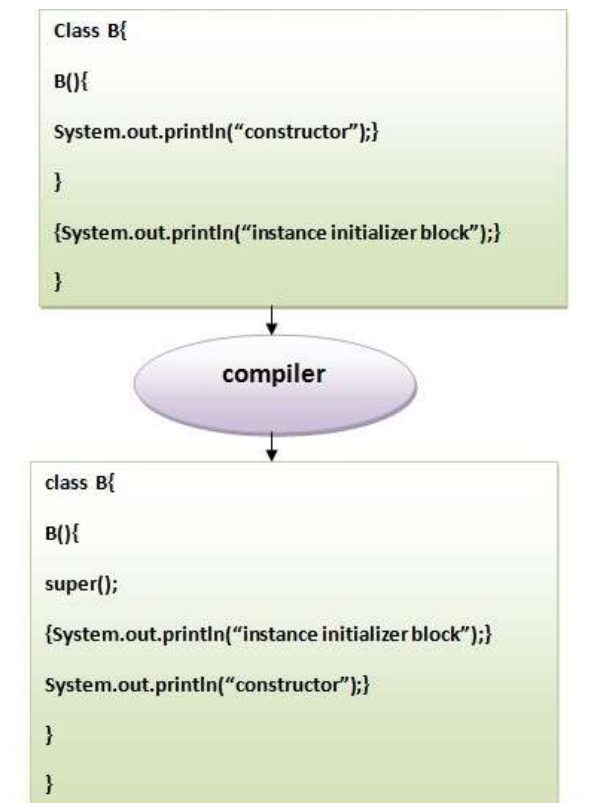 Class B{
B(){
System.out.println(“constructor”);}
}
{System.out.println(“instance initializer block”);}
}
compiler
class B{
B(){
super();
{System.out.println(“instance initializer block”);}
System.out.println(“constructor”);}
}
}